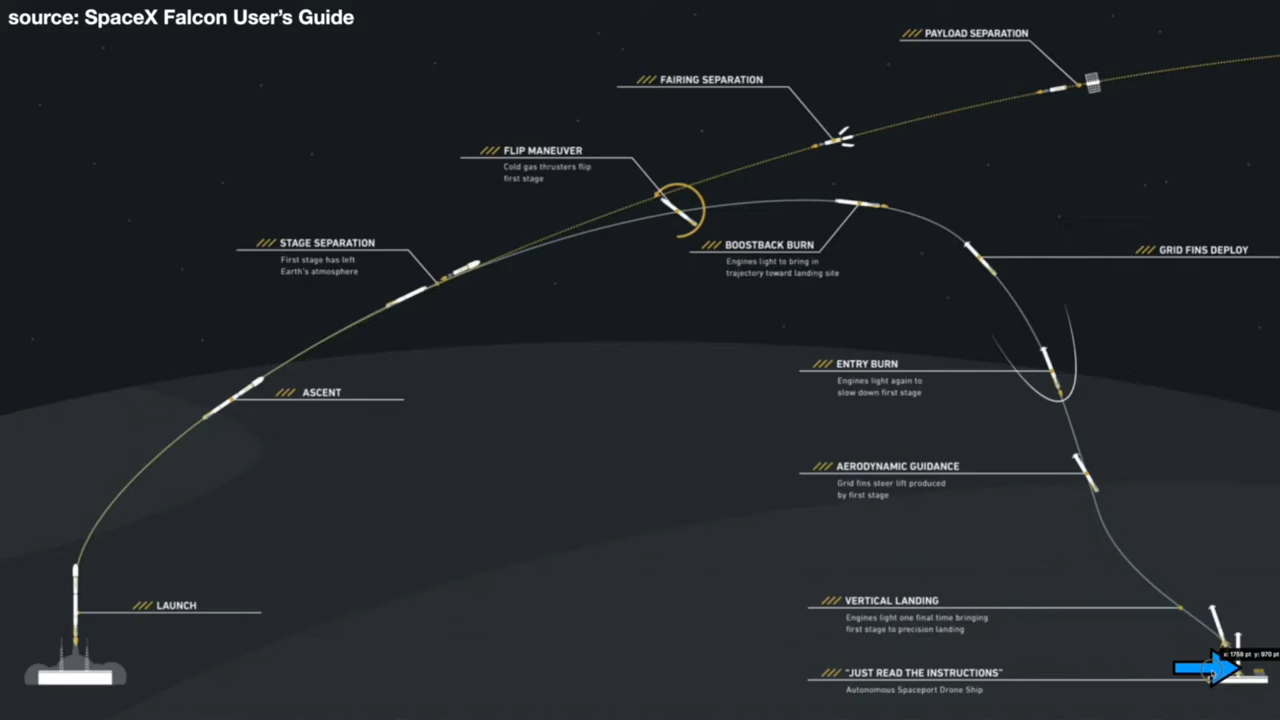 source: SpaceX Falcon User's Guide
/// PAYLOAD SEPARATION
/// FAIRING SEPARATION
/// FLIP MANEUVER
Cold gas thrusters flip
first stage
/// STAGE SEPARATION
First stage has left
Earth's atmosphere
/// BOOSTBACK BURN
Engines light to bring in
trajectory toward landing site
/// GRID FINS DEPLOY
/// ENTRY BURN
Engines light again to
slow down first stage
/// ASCENT
/// AERODYNAMIC GUIDANCE
Grid fins steer lift produced
by first stage
/// LAUNCH
/// VERTICAL LANDING
Engines light one final time bringing
first stage to precision landing
x: 1758 pt y: 970 pt
/// "JUST READ THE INSTRUCTIONS"
Autonomous Spaceport Drone Ship